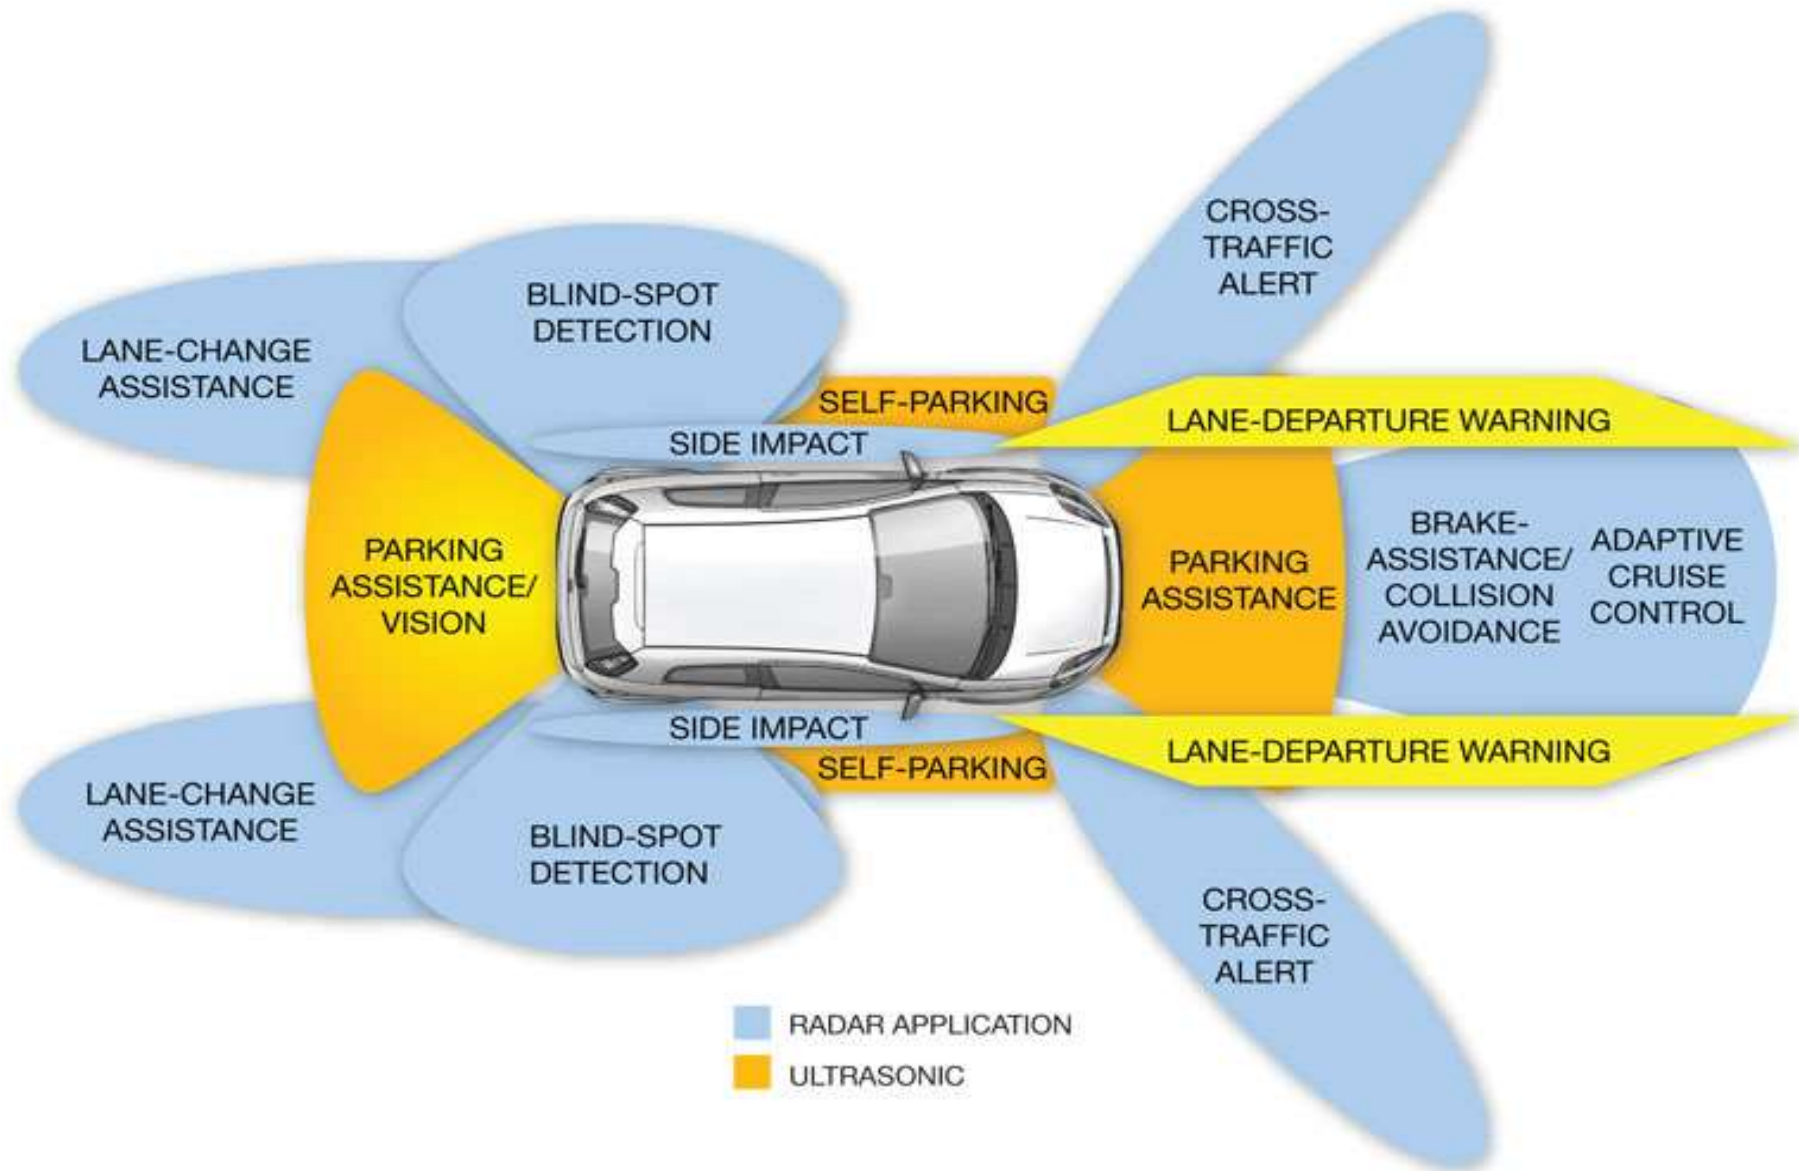 CROSS-
TRAFFIC
ALERT
BLIND-SPOT
DETECTION
LANE-CHANGE
ASSISTANCE
SELF-PARKING
LANE-DEPARTURE WARNING
SIDE IMPACT
PARKING
ASSISTANCE/
VISION
PARKING
ASSISTANCE
BRAKE-
ASSISTANCE/
COLLISION
AVOIDANCE
ADAPTIVE
CRUISE
CONTROL
SIDE IMPACT
LANE-DEPARTURE WARNING
SELF-PARKING
LANE-CHANGE
ASSISTANCE
BLIND-SPOT
DETECTION
CROSS-
TRAFFIC
ALERT
RADAR APPLICATION
ULTRASONIC